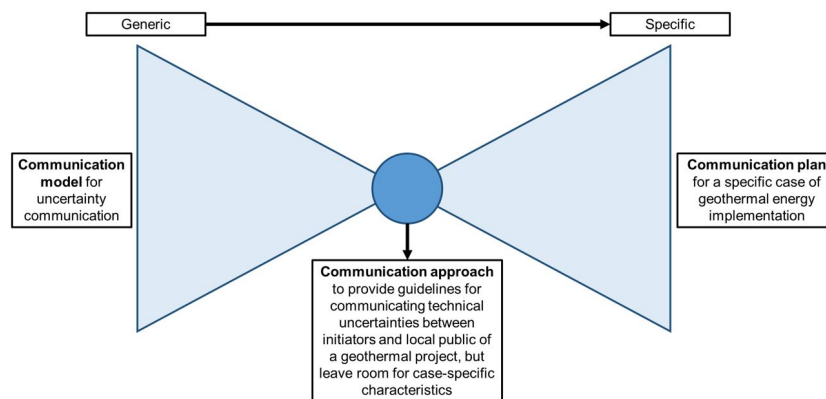 Generic
Specific
Communication
model for
uncertainty
communication
Communication plan
for a specific case of
geothermal energy
implementation
Communication approach
to provide guidelines for
communicating technical
uncertainties between
initiators and local public of
a geothermal project, but
leave room for case-specific
characteristics